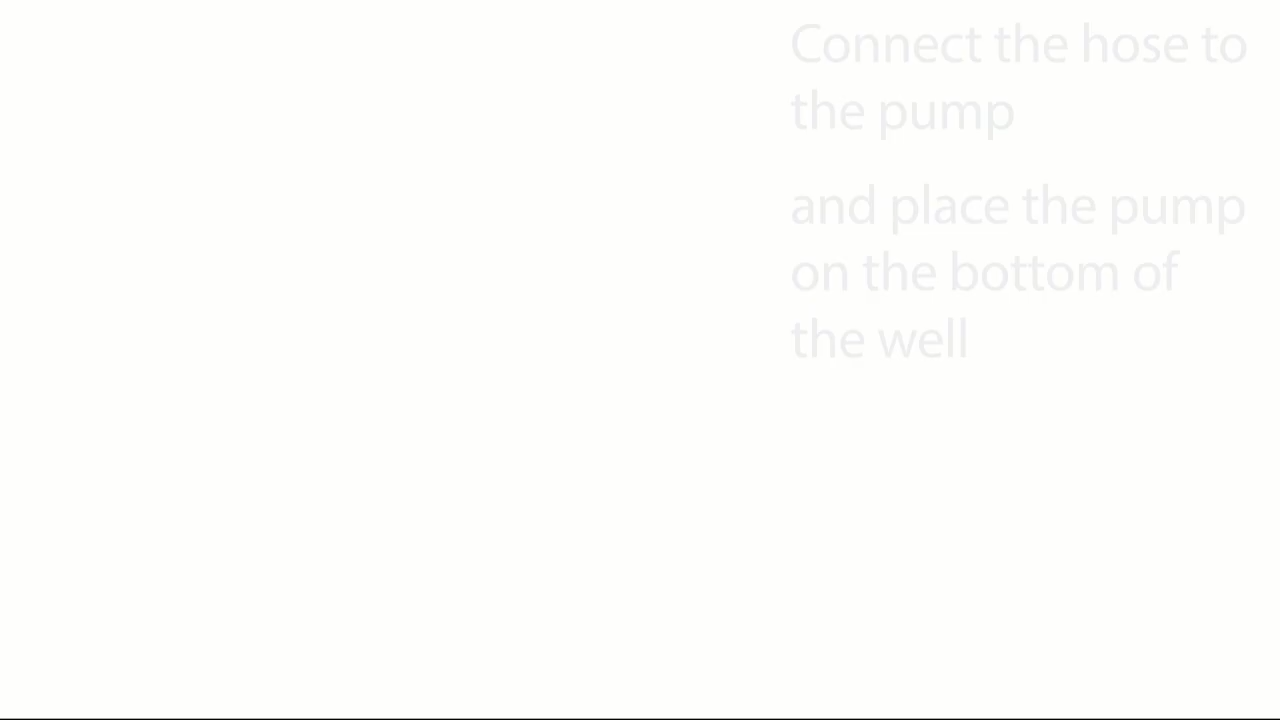 Connect the hose to
the pump
and place the pump
on the bottom of
the well